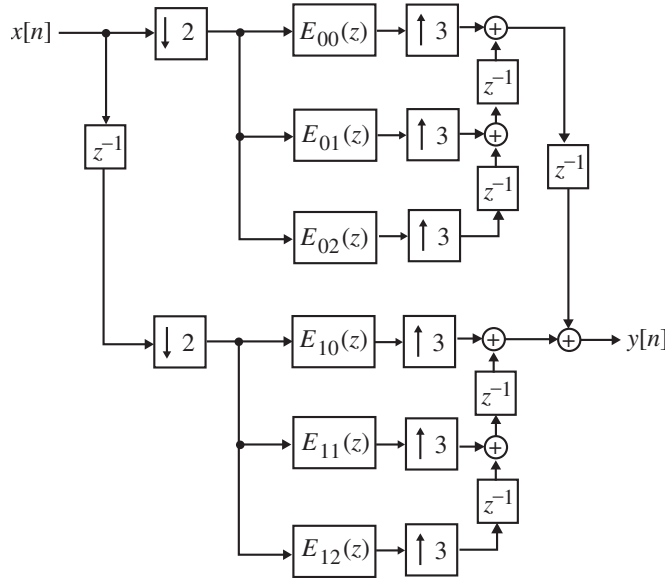 x[n] ↓ 2 E₀₀(z) ↑ 3 +
z⁻¹
z⁻¹ E₀₁(z) ↑ 3 +
z⁻¹
z⁻¹
E₀₂(z) ↑ 3
↓ 2 E₁₀(z) ↑ 3 + + y[n]
z⁻¹
E₁₁(z) ↑ 3 +
z⁻¹
E₁₂(z) ↑ 3